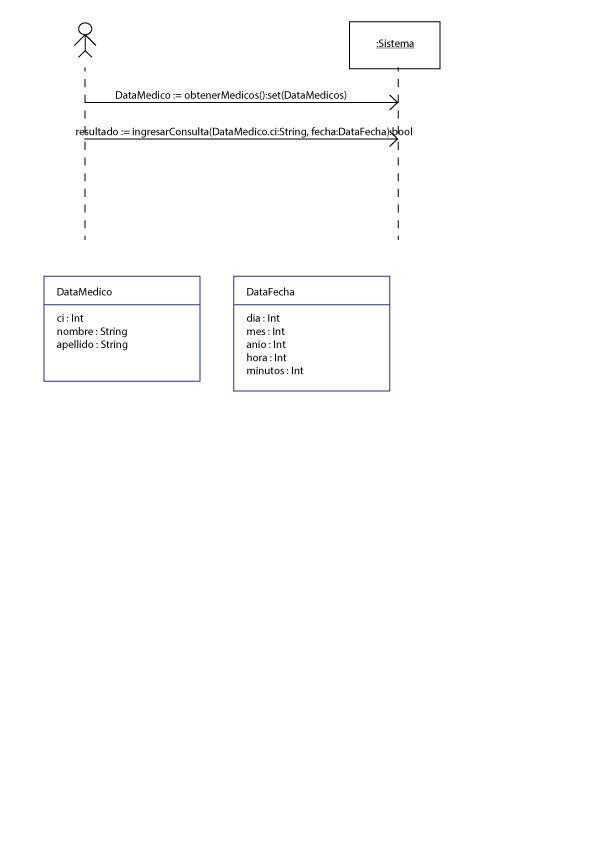 :Sistema
DataMedico := obtenerMedicos():set(DataMedicos)
resultado := ingresarConsulta(DataMedico.ci:String, fecha:DataFecha):bool
DataMedico
ci : Int
nombre : String
apellido : String
DataFecha
dia : Int
mes : Int
anio : Int
hora : Int
minutos : Int